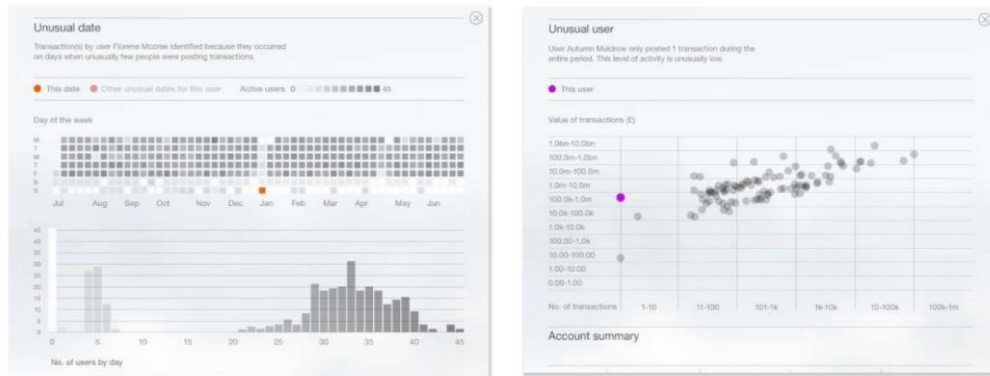 Unusual date
Transaction(s) by user Florene Mccree identified because they occurred
on days when unusually few people were posting transactions.
This date Other unusual dates for this user Active users 0 45
Day of the week
M
T
W
T
F
S
S
Jul Aug Sep Oct Nov Dec Jan Feb Mar Apr May Jun
45
40
35
30
25
20
15
10
5
0
0 5 10 15 20 25 30 35 40 45
No. of users by day
Unusual user
User Autumn Muldrow only posted 1 transaction during the
entire period. This level of activity is unusually low.
This user
Value of transactions (£)
1.0bn-10.0bn
100.0m-1.0bn
10.0m-100.0m
1.0m-10.0m
100.0k-1.0m
10.0k-100.0k
1.0k-10.0k
100.00-1.0k
10.00-100.00
1.00-10.00
0.00-1.00
No. of transactions 1-10 11-100 101-1k 1k-10k 10-100k 100k-1m
Account summary